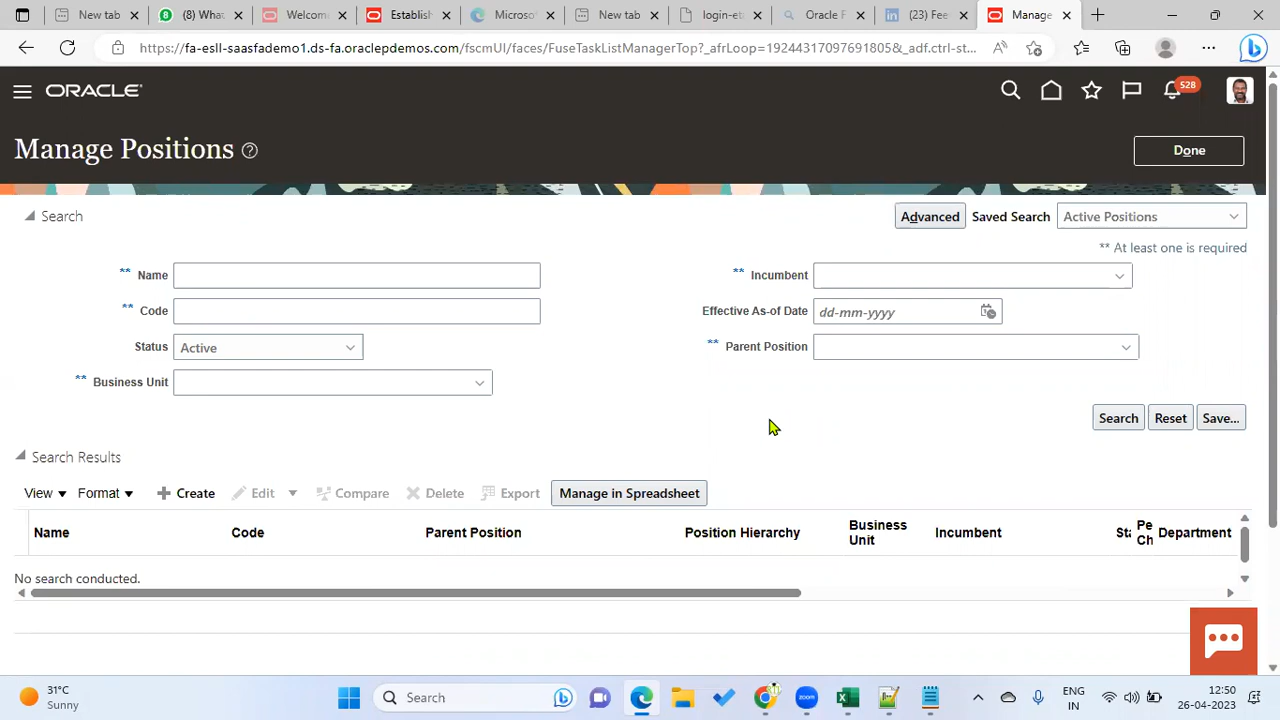 New tab
(8) (Wha
Welcom
Establis
Microso
New tab
login-et
Oracle F
(23) Fee
Manage
https://fa-esll-saasfademo1.ds-fa.oraclepdemos.com/fscmUI/faces/FuseTaskListManagerTop?_afrLoop=19244317097691805&_adf.ctrl-st...
ORACLE
528
Manage Positions
Done
Search
Advanced Saved Search Active Positions
** At least one is required
** Name
** Incumbent
** Code
Effective As-of Date dd-mm-yyyy
Status Active
** Parent Position
** Business Unit
Search Reset Save...
Search Results
View Format Create Edit Compare Delete Export Manage in Spreadsheet
Name Code Parent Position Position Hierarchy Business Unit Incumbent Sta Pe Ch Department
No search conducted.
31°C
Sunny
Search
ENG
IN
12:50
26-04-2023